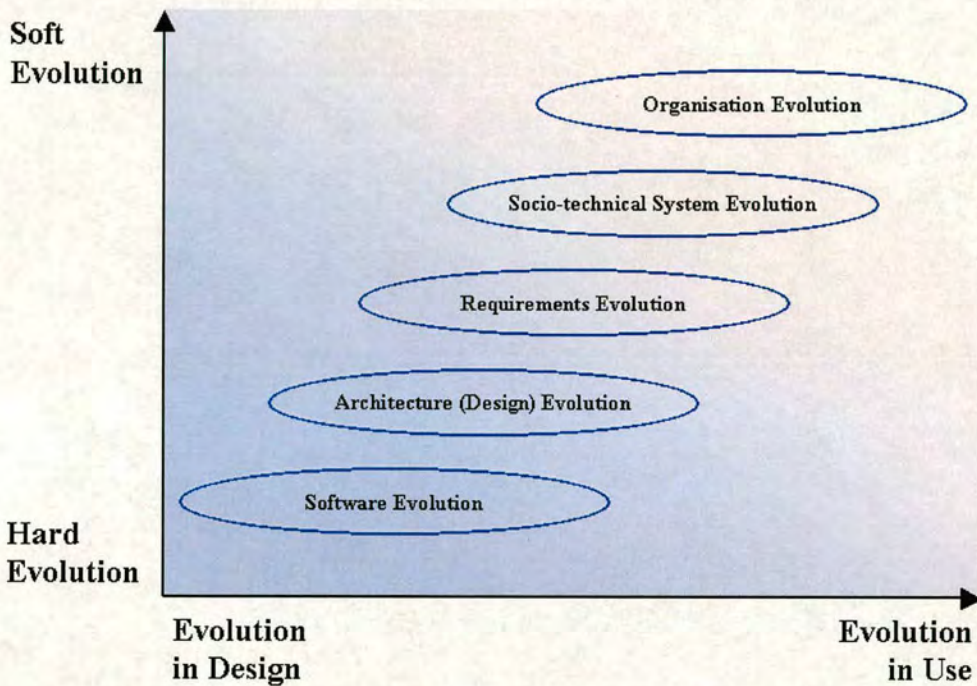 Soft
Evolution
Organisation Evolution
Socio-technical System Evolution
Requirements Evolution
Architecture (Design) Evolution
Software Evolution
Hard
Evolution
Evolution
in Design
Evolution
in Use